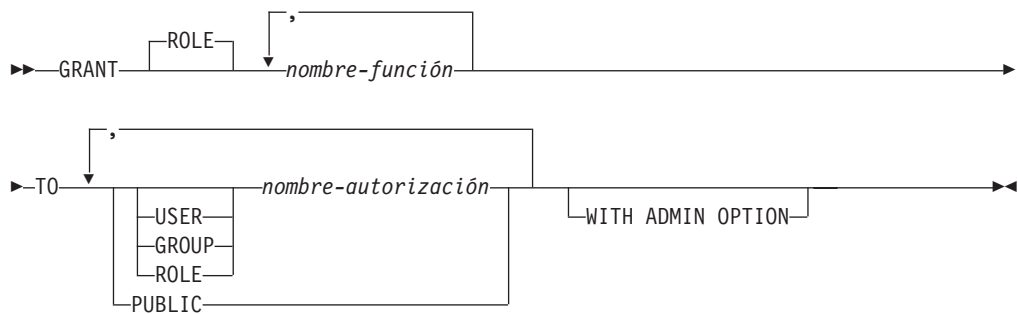 ,
ROLE
GRANT nombre-función
,
TO nombre-autorización
USER WITH ADMIN OPTION
GROUP
ROLE
PUBLIC